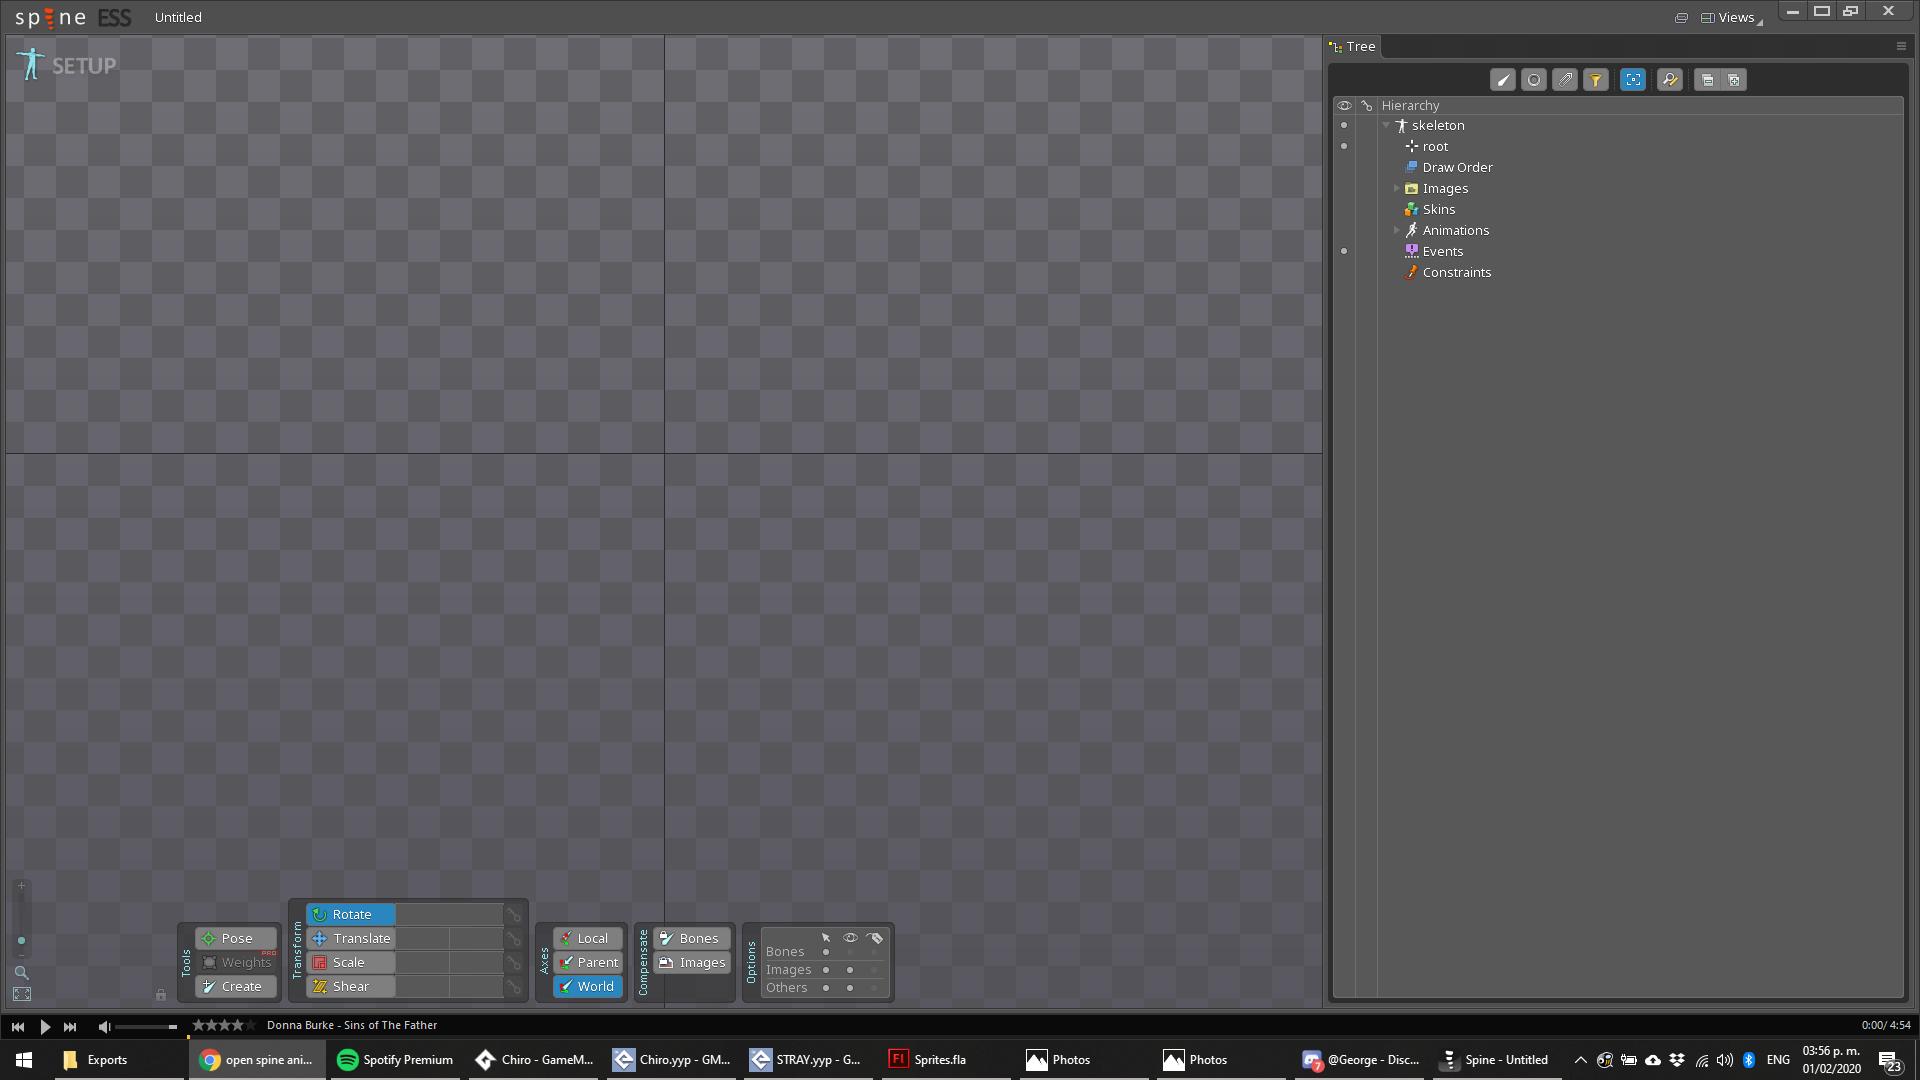 spine ESS
Untitled
Views
SETUP
Tree
Hierarchy
skeleton
root
Draw Order
Images
Skins
Animations
Events
Constraints
Tools
Pose
Weights PRO
Create
Transform
Rotate
Translate
Scale
Shear
Axes
Local
Parent
World
Compensate
Bones
Images
Options
Bones
Images
Others
Donna Burke - Sins of The Father
0:00/ 4:54
Exports
open spine ani...
Spotify Premium
Chiro - GameM...
Chiro.yyp - GM...
STRAY.yyp - G...
Fl
Sprites.fla
Photos
Photos
7
@George - Disc...
Spine - Untitled
ENG
03:56 p. m.
01/02/2020
23